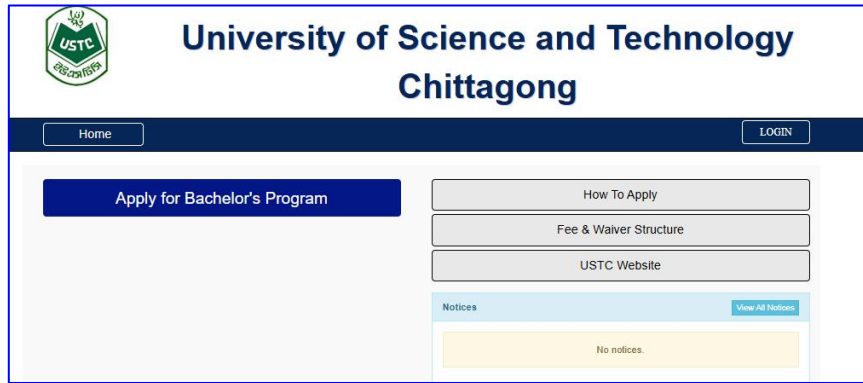 USTC
ইউএসটিসি
University of Science and Technology
Chittagong
Home
LOGIN
Apply for Bachelor's Program
How To Apply
Fee & Waiver Structure
USTC Website
Notices
View All Notices
No notices.